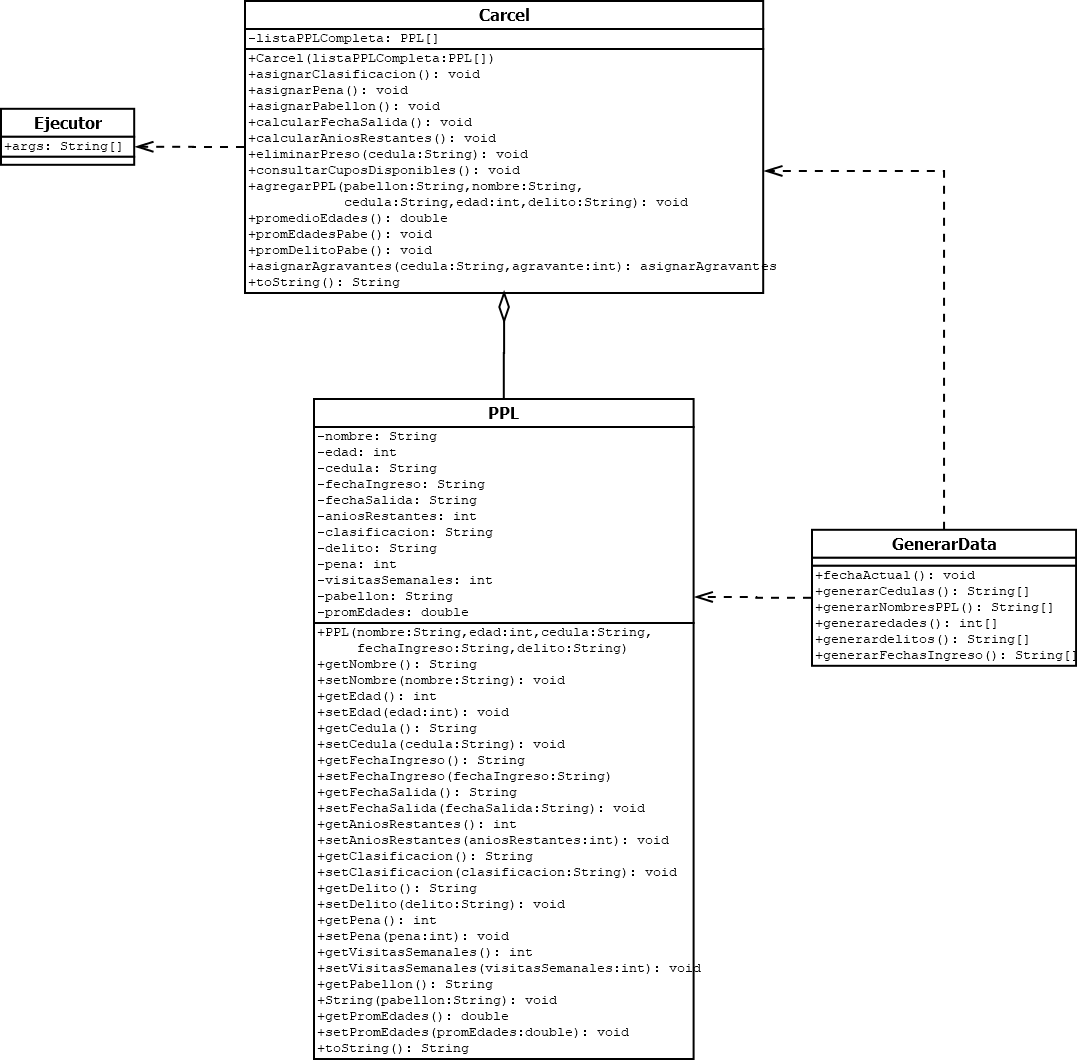 Carcel
-listaPPLCompleta: PPL[]
+Carcel(listaPPLCompleta:PPL[])
+asignarClasificacion(): void
+asignarPena(): void
+asignarPabellon(): void
+calcularFechaSalida(): void
+calcularAniosRestantes(): void
+eliminarPreso(cedula:String): void
+consultarCuposDisponibles(): void
+agregarPPL(pabellon:String,nombre:String,
cedula:String,edad:int,delito:String): void
+promedioEdades(): double
+promEdadesPabe(): void
+promDelitoPabe(): void
+asignarAgravantes(cedula:String,agravante:int): asignarAgravantes
+toString(): String
Ejecutor
+args: String[]
PPL
-nombre: String
-edad: int
-cedula: String
-fechaIngreso: String
-fechaSalida: String
-aniosRestantes: int
-clasificacion: String
-delito: String
-pena: int
-visitasSemanales: int
-pabellon: String
-promEdades: double
+PPL(nombre:String,edad:int,cedula:String,
fechaIngreso:String,delito:String)
+getNombre(): String
+setNombre(nombre:String): void
+getEdad(): int
+setEdad(edad:int): void
+getCedula(): String
+setCedula(cedula:String): void
+getFechaIngreso(): String
+setFechaIngreso(fechaIngreso:String)
+getFechaSalida(): String
+setFechaSalida(fechaSalida:String): void
+getAniosRestantes(): int
+setAniosRestantes(aniosRestantes:int): void
+getClasificacion(): String
+setClasificacion(clasificacion:String): void
+getDelito(): String
+setDelito(delito:String): void
+getPena(): int
+setPena(pena:int): void
+getVisitasSemanales(): int
+setVisitasSemanales(visitasSemanales:int): void
+getPabellon(): String
+String(pabellon:String): void
+getPromEdades(): double
+setPromEdades(promEdades:double): void
+toString(): String
GenerarData
+fechaActual(): void
+generarCedulas(): String[]
+generarNombresPPL(): String[]
+generaredades(): int[]
+generardelitos(): String[]
+generarFechasIngreso(): String[]